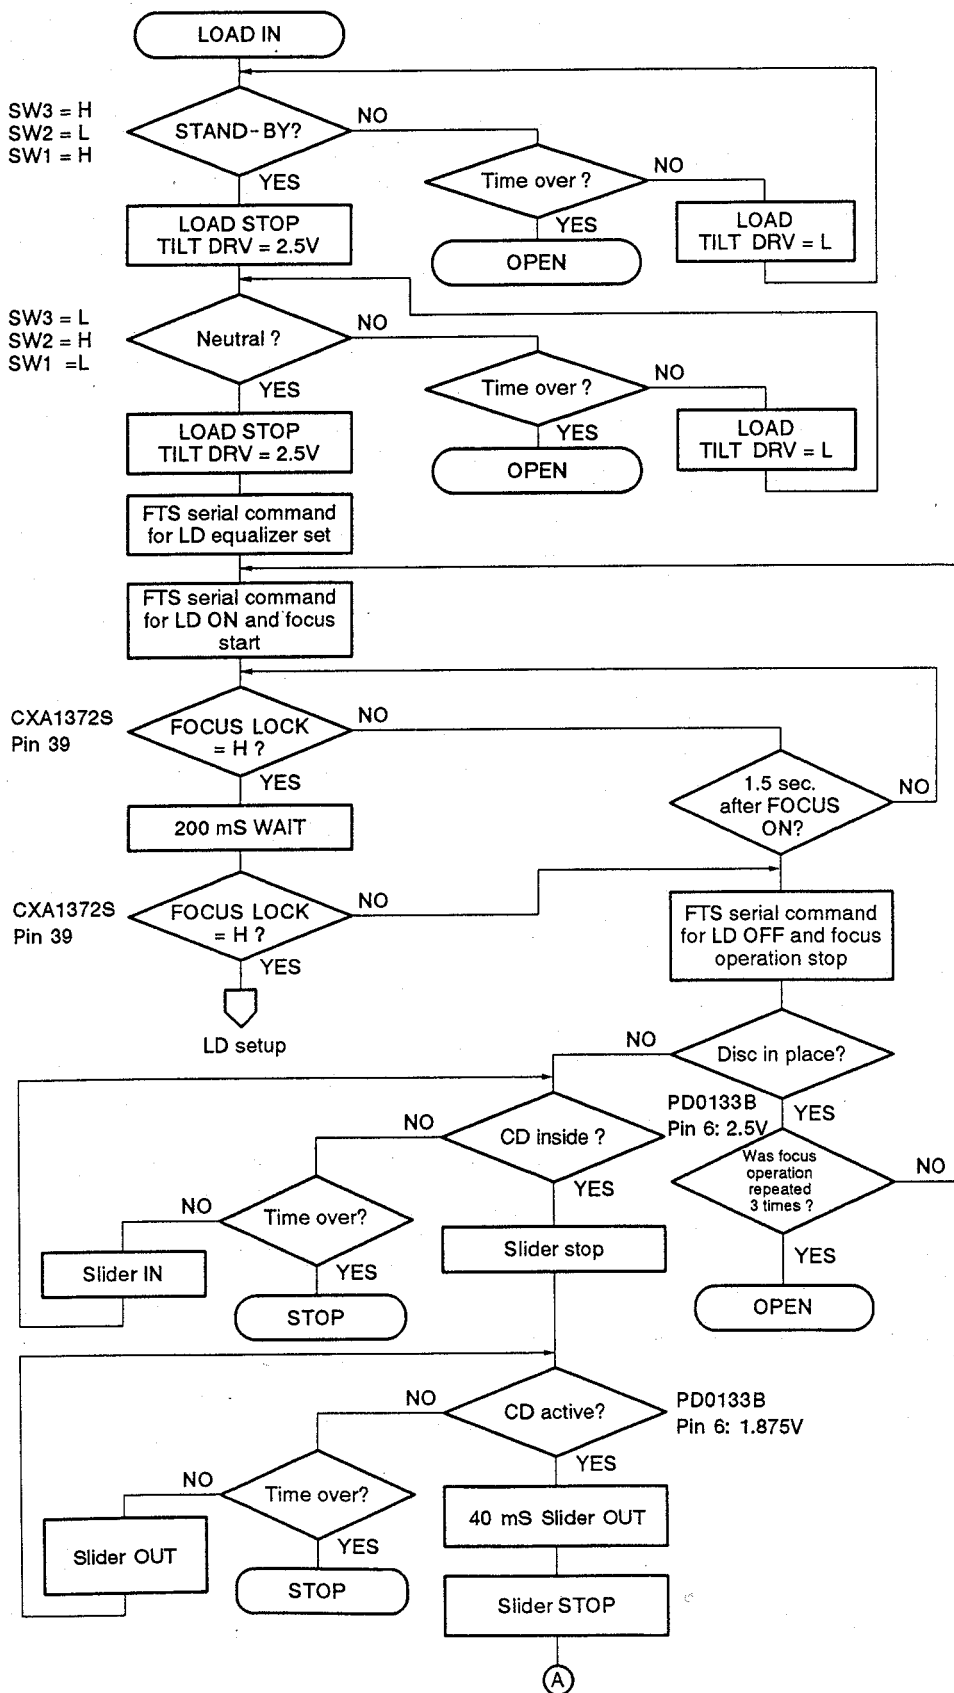 LOAD IN
SW3 = H
SW2 = L
SW1 = H
STAND-BY?
NO
YES
Time over ?
NO
YES
LOAD STOP
TILT DRV = 2.5V
OPEN
LOAD
TILT DRV = L
SW3 = L
SW2 = H
SW1 =L
Neutral ?
NO
YES
Time over ?
NO
YES
LOAD STOP
TILT DRV = 2.5V
OPEN
LOAD
TILT DRV = L
FTS serial command
for LD equalizer set
FTS serial command
for LD ON and focus
start
CXA1372S
Pin 39
FOCUS LOCK
= H ?
NO
YES
1.5 sec.
after FOCUS
ON?
NO
200 mS WAIT
CXA1372S
Pin 39
FOCUS LOCK
= H ?
NO
YES
FTS serial command
for LD OFF and focus
operation stop
LD setup
Disc in place?
NO
YES
PD0133B
Pin 6: 2.5V
CD inside ?
NO
YES
Was focus
operation
repeated
3 times ?
NO
YES
Time over?
NO
YES
Slider IN
Slider stop
STOP
OPEN
CD active?
NO
YES
PD0133B
Pin 6: 1.875V
Time over?
NO
YES
40 mS Slider OUT
Slider OUT
STOP
Slider STOP
A